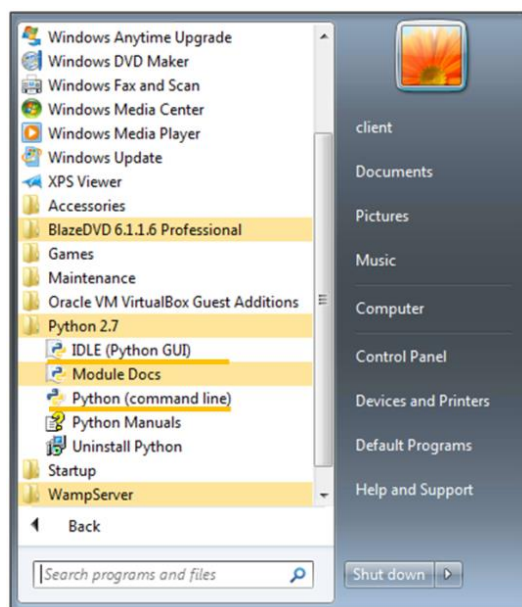 Windows Anytime Upgrade
Windows DVD Maker
Windows Fax and Scan
Windows Media Center
Windows Media Player
Windows Update
XPS Viewer
Accessories
BlazeDVD 6.1.1.6 Professional
Games
Maintenance
Oracle VM VirtualBox Guest Additions
Python 2.7
IDLE (Python GUI)
Module Docs
Python (command line)
Python Manuals
Uninstall Python
Startup
WampServer
Back
Search programs and files
client
Documents
Pictures
Music
Computer
Control Panel
Devices and Printers
Default Programs
Help and Support
Shut down